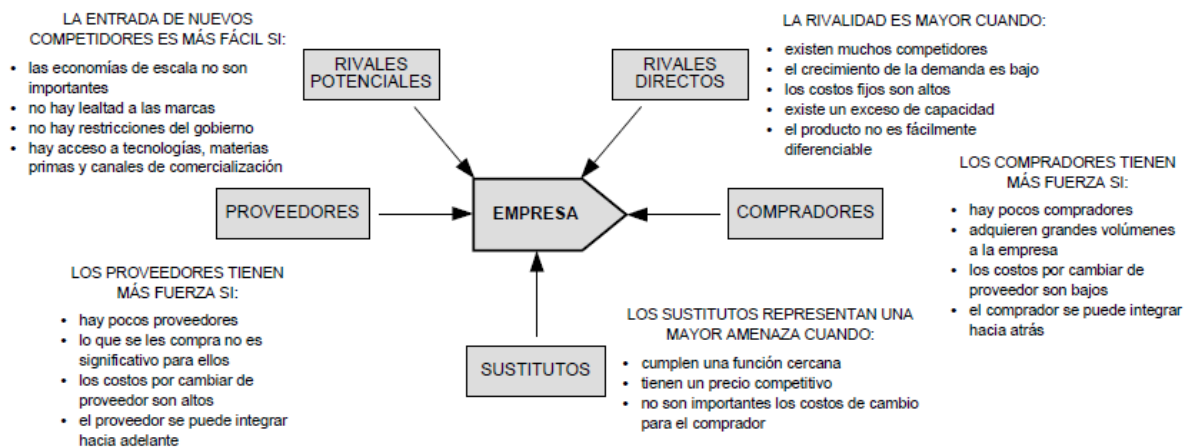 LA ENTRADA DE NUEVOS
COMPETIDORES ES MÁS FÁCIL SI:
• las economías de escala no son
importantes
• no hay lealtad a las marcas
• no hay restricciones del gobierno
• hay acceso a tecnologías, materias
primas y canales de comercialización
RIVALES
POTENCIALES
RIVALES
DIRECTOS
LA RIVALIDAD ES MAYOR CUANDO:
• existen muchos competidores
• el crecimiento de la demanda es bajo
• los costos fijos son altos
• existe un exceso de capacidad
• el producto no es fácilmente
diferenciable
PROVEEDORES
EMPRESA
COMPRADORES
LOS COMPRADORES TIENEN
MÁS FUERZA SI:
• hay pocos compradores
• adquieren grandes volúmenes
a la empresa
• los costos por cambiar de
proveedor son bajos
• el comprador se puede integrar
hacia atrás
LOS PROVEEDORES TIENEN
MÁS FUERZA SI:
• hay pocos proveedores
• lo que se les compra no es
significativo para ellos
• los costos por cambiar de
proveedor son altos
• el proveedor se puede integrar
hacia adelante
SUSTITUTOS
LOS SUSTITUTOS REPRESENTAN UNA
MAYOR AMENAZA CUANDO:
• cumplen una función cercana
• tienen un precio competitivo
• no son importantes los costos de cambio
para el comprador